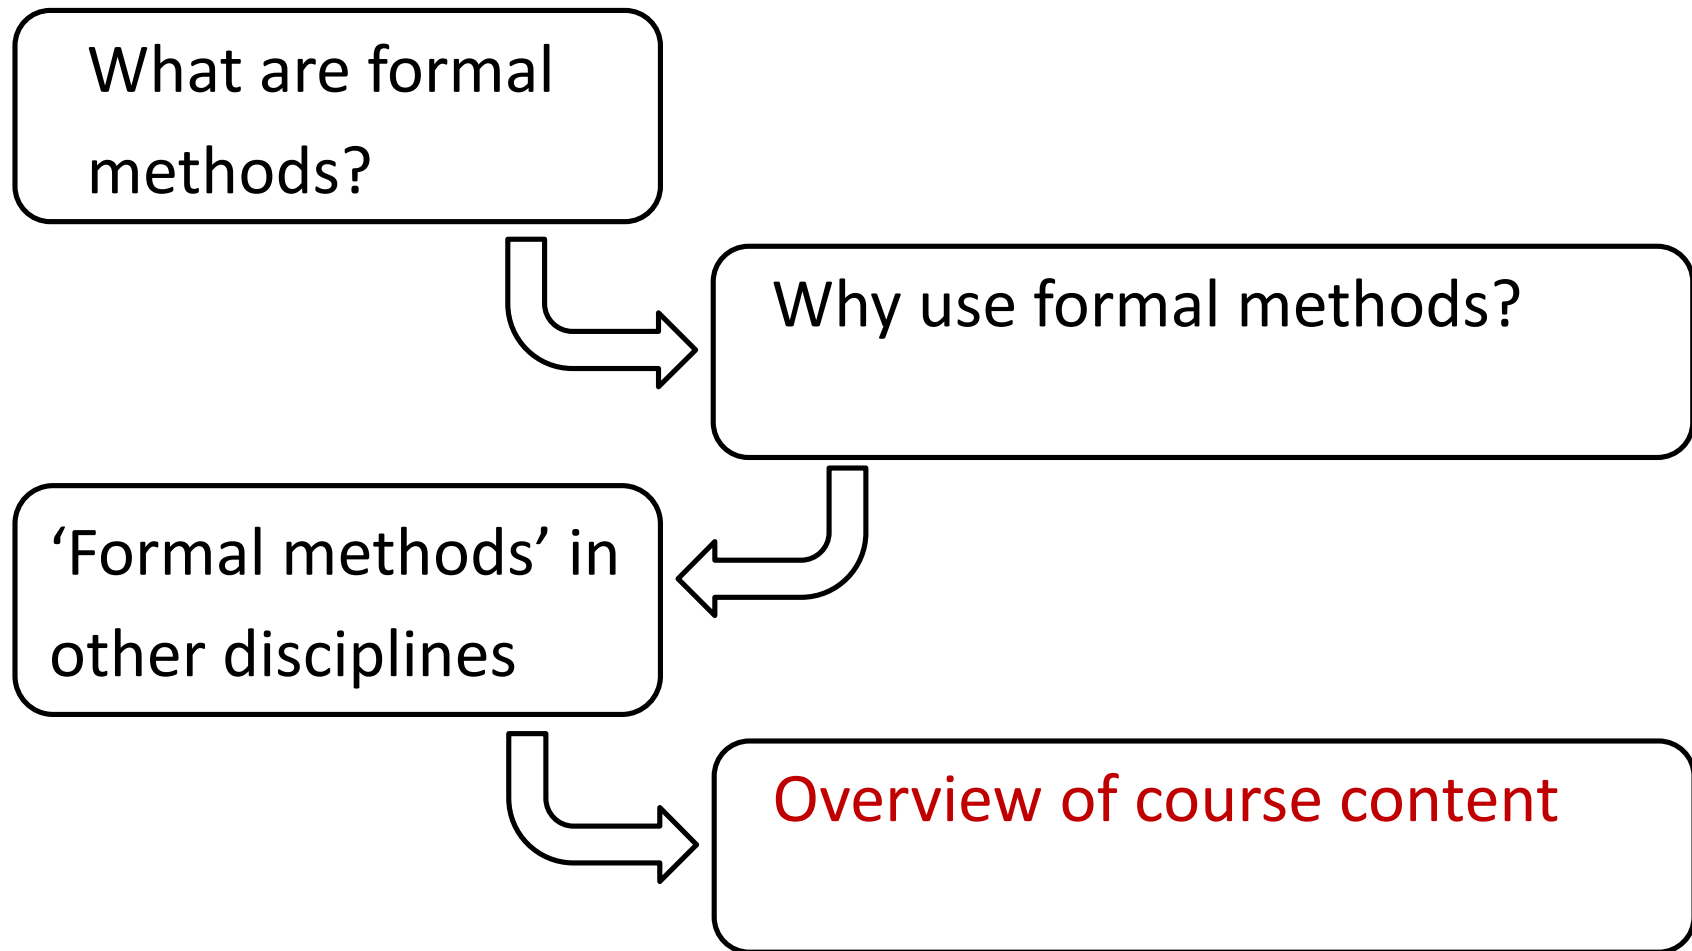 What are formal
methods?
Why use formal methods?
‘Formal methods’ in
other disciplines
Overview of course content